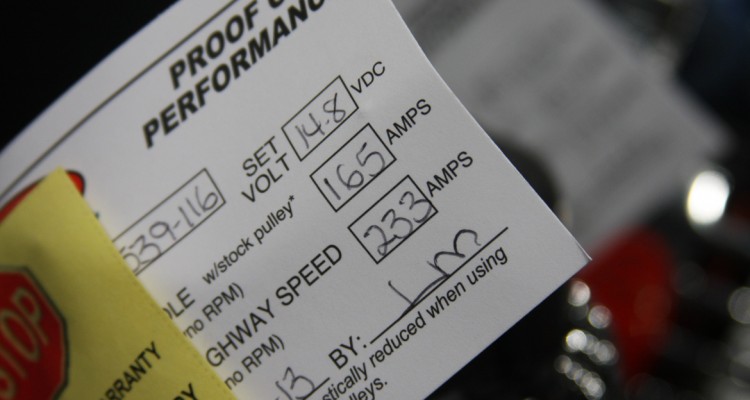 PROOF
PERFORMANC
539-116 SET VOLT 14.8 VDC
w/stock pulley* 165 AMPS
GHWAY SPEED 233 AMPS
no RPM)
no RPM)
13 BY: Lm
stically reduced when using
lleys.
STOP
RRANTY